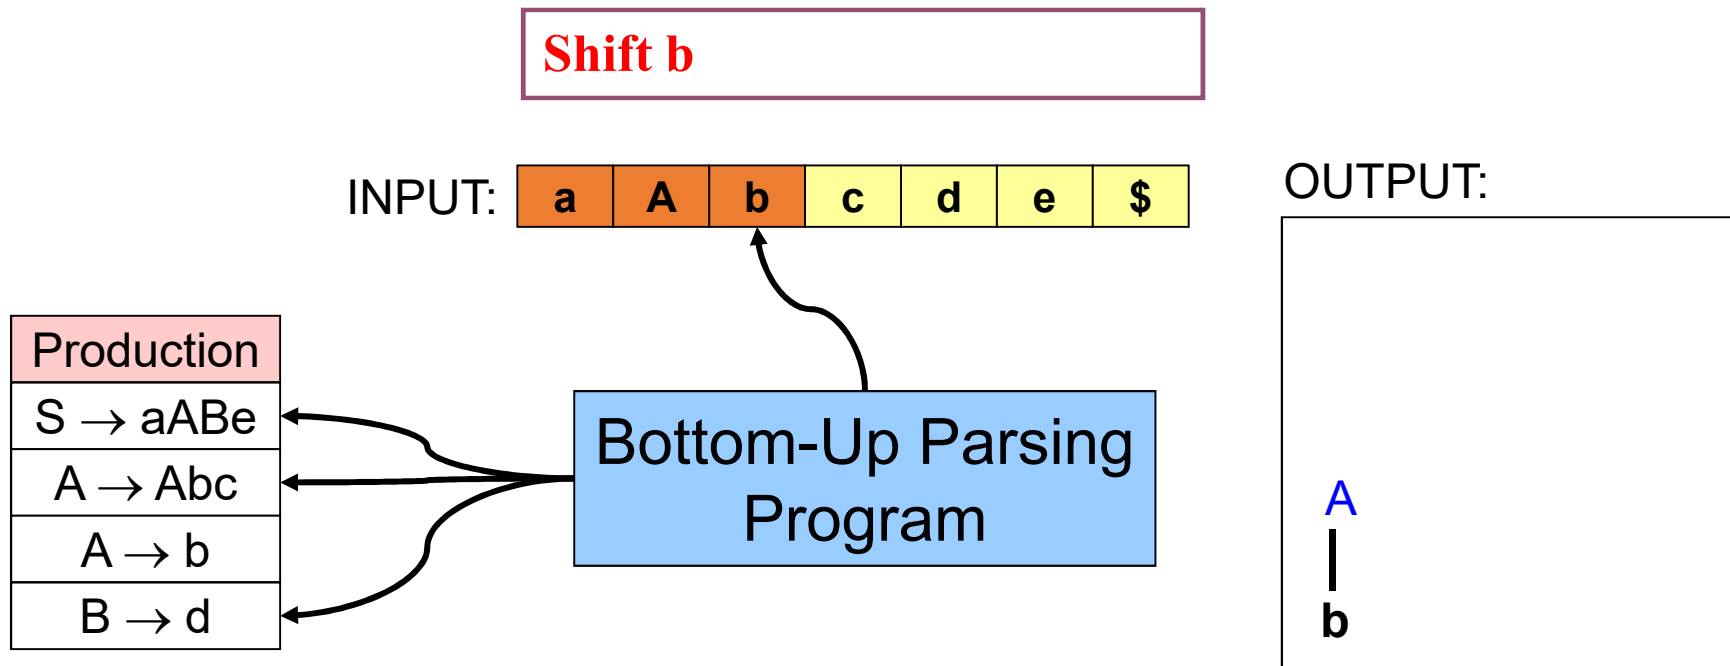 Shift b
INPUT: a A b c d e $
OUTPUT:
Production
S → aABe
A → Abc
A → b
B → d
Bottom-Up Parsing
Program
A
b